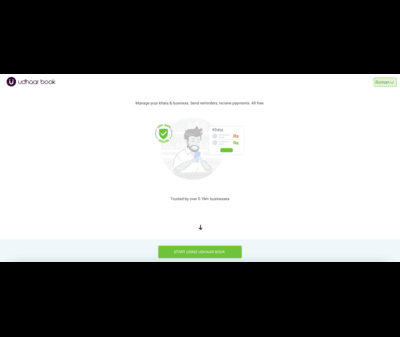 udhaar book
Roman
Manage your khata & business. Send reminders, recieve payments. All free.
Khata
Rs
Rs
Trusted by over 5.1M+ businesses
START USING UDHAAR BOOK